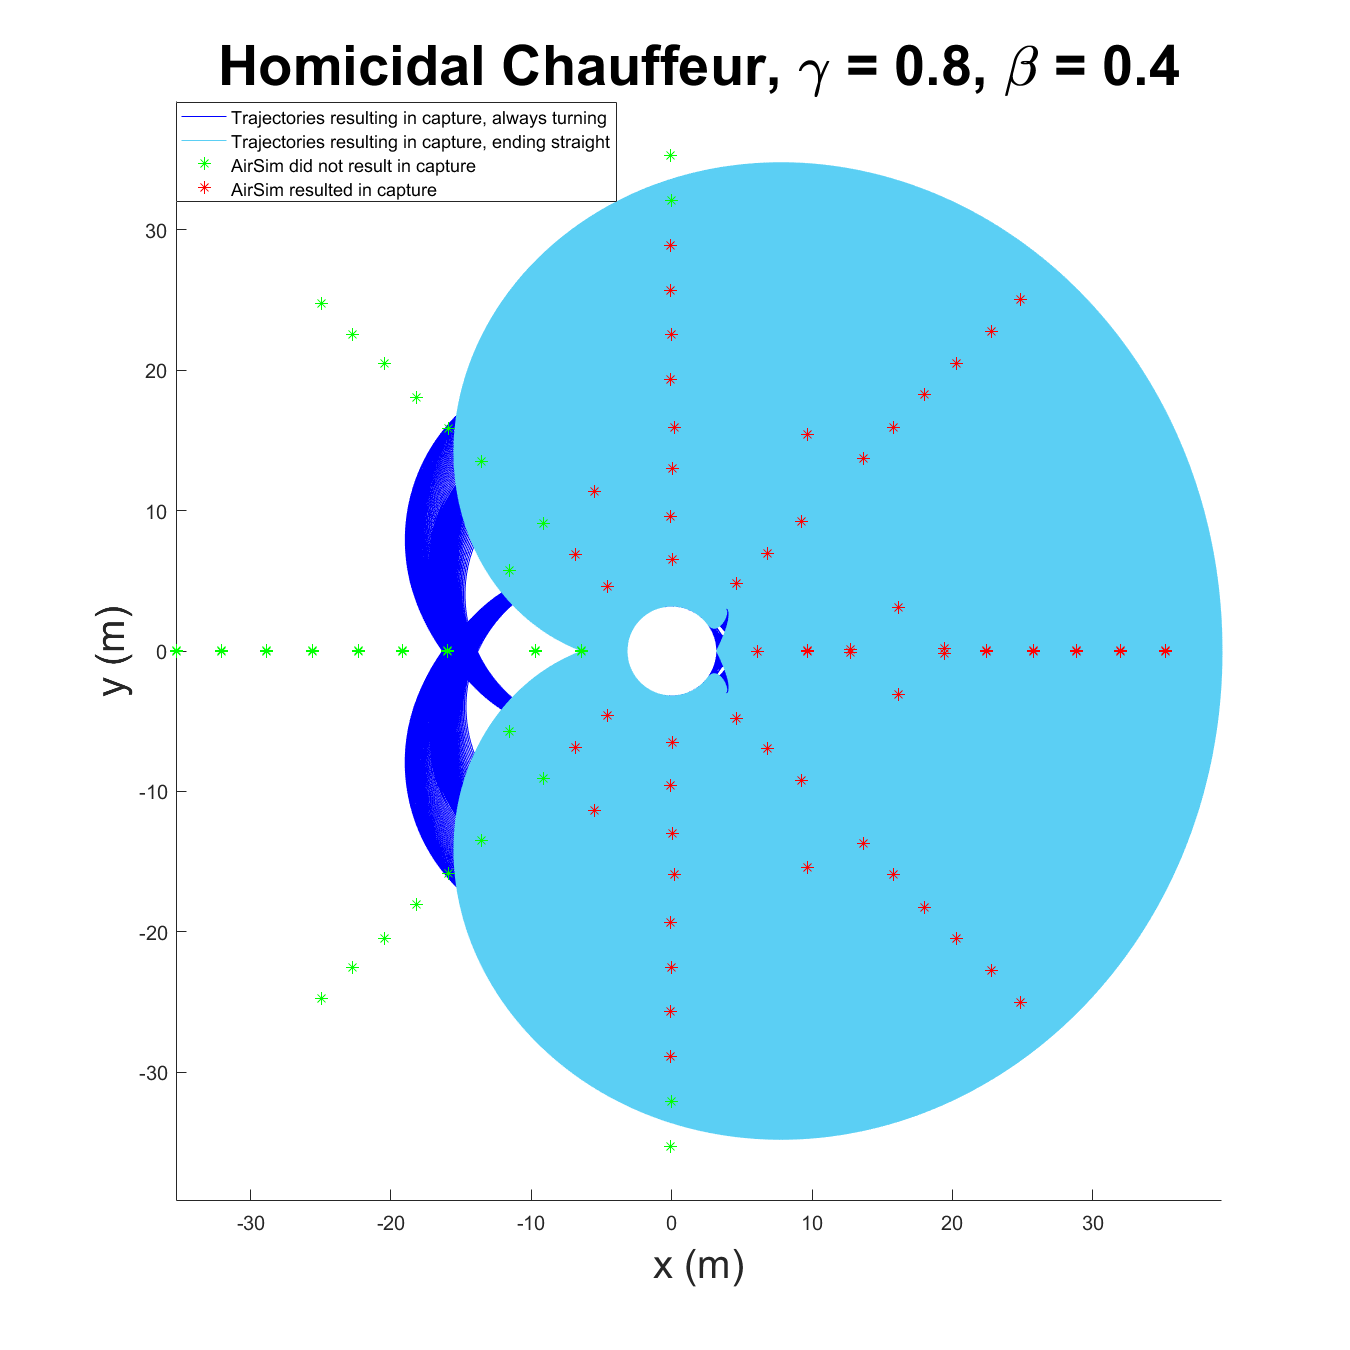 Homicidal Chauffeur, γ = 0.8, β = 0.4
Trajectories resulting in capture, always turning
Trajectories resulting in capture, ending straight
AirSim did not result in capture
AirSim resulted in capture
30
20
10
0
-10
-20
-30
y (m)
-30 -20 -10 0 10 20 30
x (m)